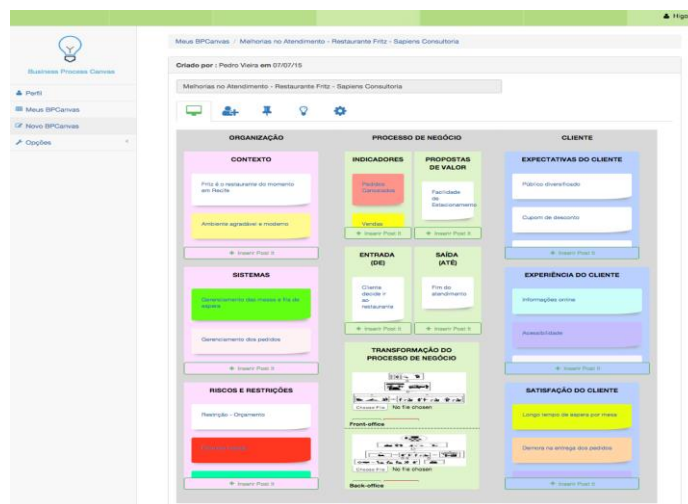 Higo
Business Process Canvas
Perfil
Meus BPCanvas
Novo BPCanvas
Opções
Meus BPCanvas / Melhorias no Atendimento - Restaurante Fritz - Sapiens Consultoria
Criado por : Pedro Vieira em 07/07/15
Melhorias no Atendimento - Restaurante Fritz - Sapiens Consultoria
ORGANIZAÇÃO
CONTEXTO
Fritz é o restaurante do momento
em Recife
Ambiente agradável e moderno
+ Inserir Post It
SISTEMAS
Gerenciamento das mesas e fila de
espera
Gerenciamento dos pedidos
+ Inserir Post It
RISCOS E RESTRIÇÕES
Restrição - Orçamento
+ Inserir Post It
PROCESSO DE NEGÓCIO
INDICADORES
Pedidos
Cancelados
Vendas
+ Inserir Post It
PROPOSTAS
DE VALOR
Facilidade
de
Estacionamento
+ Inserir Post It
ENTRADA
(DE)
Cliente
decide ir
ao
restaurante
+ Inserir Post It
SAÍDA
(ATÉ)
Fim do
atendimento
+ Inserir Post It
TRANSFORMAÇÃO DO
PROCESSO DE NEGÓCIO
Choose File No file
chosen
Front-office
Choose File No file
chosen
Back-office
CLIENTE
EXPECTATIVAS DO CLIENTE
Público diversificado
Cupom de desconto
+ Inserir Post It
EXPERIÊNCIA DO CLIENTE
Informações online
Acessibilidade
+ Inserir Post It
SATISFAÇÃO DO CLIENTE
Longo tempo de espera por mesa
Demora na entrega dos pedidos
+ Inserir Post It